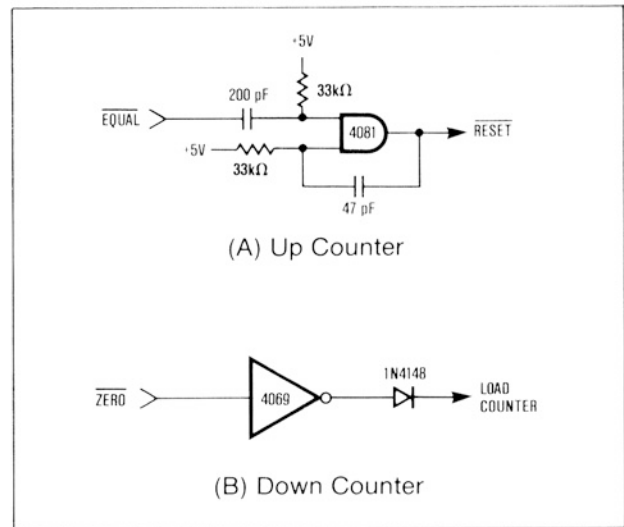 +5V
200 pF
33kΩ
EQUAL
4081
RESET
+5V
33kΩ
47 pF
(A) Up Counter
1N4148
ZERO
4069
LOAD
COUNTER
(B) Down Counter